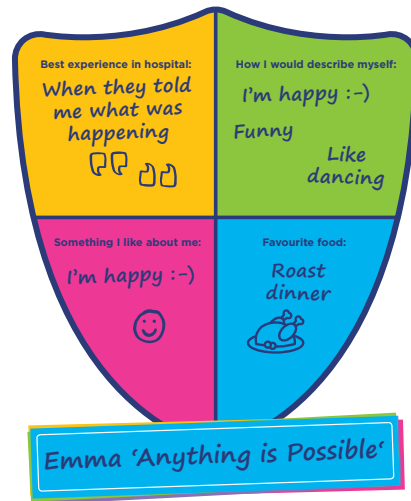 Best experience in hospital:
When they told
me what was
happening
How I would describe myself:
I'm happy :-)
Funny
Like
dancing
Something I like about me:
I'm happy :-)
Favourite food:
Roast
dinner
Emma ‘Anything is Possible‘